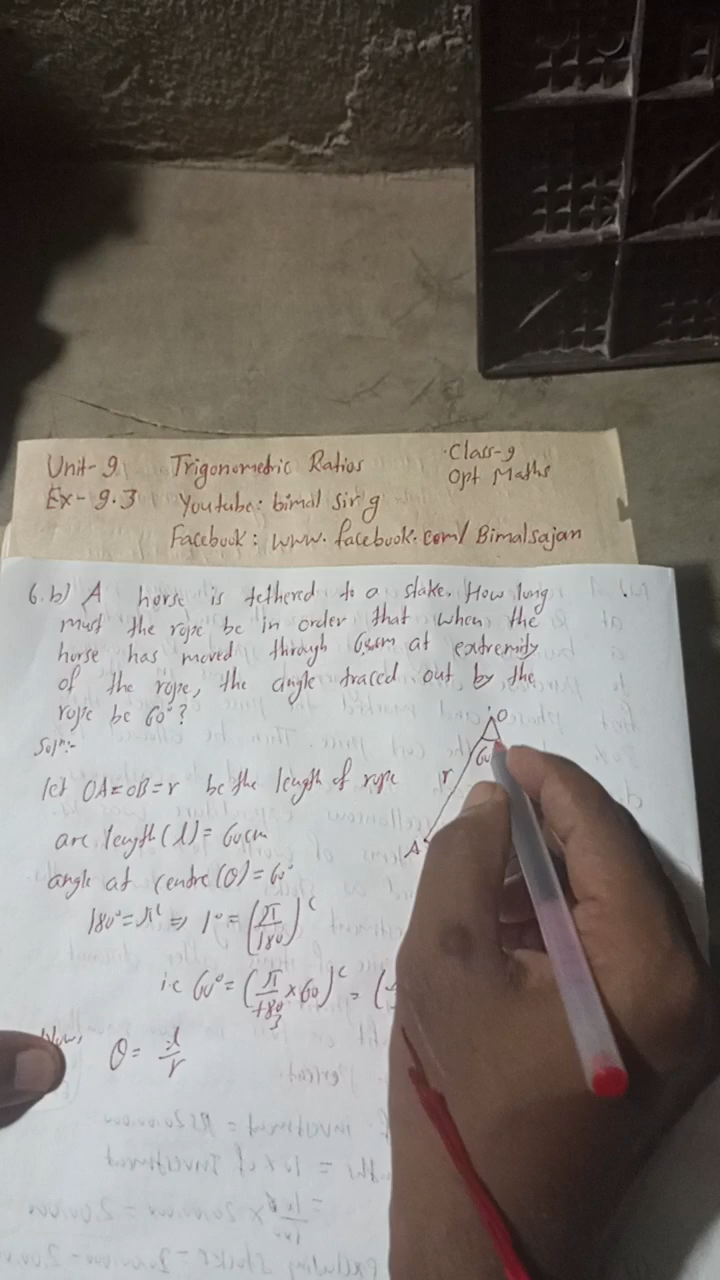 Unit-9 Trigonometric Ratios Class-9
Ex-9.3 Youtube: bimal sir g Opt Maths
Facebook: www.facebook.com/Bimalsajan
6.b) A horse is tethered to a stake. How long
must the rope be in order that when the
horse has moved through 60cm at extremity
of the rope, the angle traced out by the
rope be 60°?
Solⁿ:-
let OA=OB=r be the length of rope
arc length (l) = 60cm
angle at centre (θ) = 60°
180°=πᶜ ⇒ 1° = (π/180)ᶜ
i.e 60° = (π/180 × 60)ᶜ = (
3
Now, θ = l/r
O
60
r
A